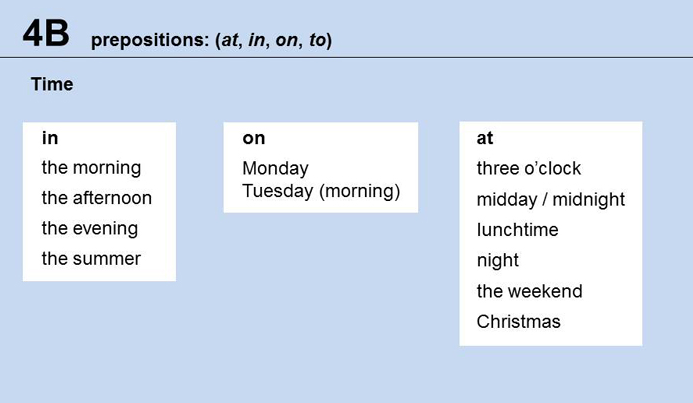 4B prepositions: (at, in, on, to)
Time
in
the morning
the afternoon
the evening
the summer
on
Monday
Tuesday (morning)
at
three o’clock
midday / midnight
lunchtime
night
the weekend
Christmas